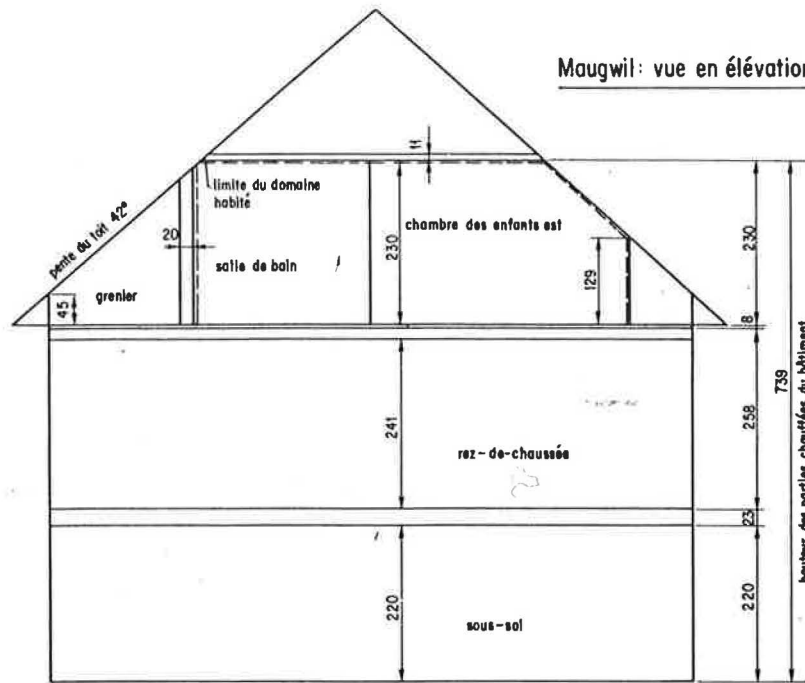 Maugwil: vue en élévation
11
limite du domaine
habité
pente du toit 42°
20
salle de bain
230
chambre des enfants est
129
230
grenier
45
8
739
241
258
rez-de-chaussée
23
hauteur des parties chauffées du bâtiment
220
220
sous-sol